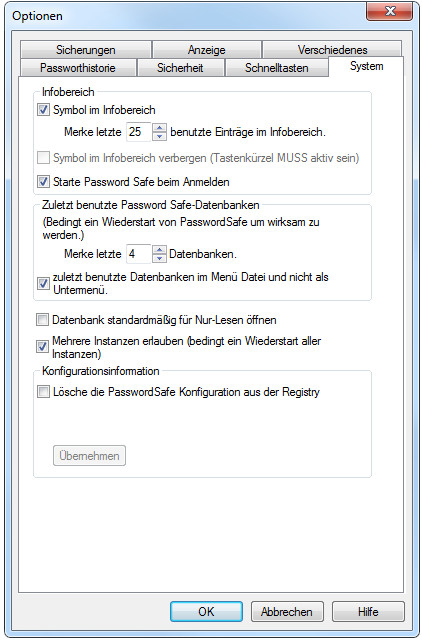 Optionen
Sicherungen
Anzeige
Verschiedenes
Passworthistorie
Sicherheit
Schnelltasten
System
Infobereich
Symbol im Infobereich
Merke letzte 25 benutzte Einträge im Infobereich.
Symbol im Infobereich verbergen (Tastenkürzel MUSS aktiv sein)
Starte Password Safe beim Anmelden
Zuletzt benutzte Password Safe-Datenbanken
(Bedingt ein Wiederstart von PasswordSafe um wirksam zu
werden.)
Merke letzte 4 Datenbanken.
zuletzt benutzte Datenbanken im Menü Datei und nicht als
Untermenü.
Datenbank standardmäßig für Nur-Lesen öffnen
Mehrere Instanzen erlauben (bedingt ein Wiederstart aller
Instanzen)
Konfigurationsinformation
Lösche die PasswordSafe Konfiguration aus der Registry
Übernehmen
OK
Abbrechen
Hilfe